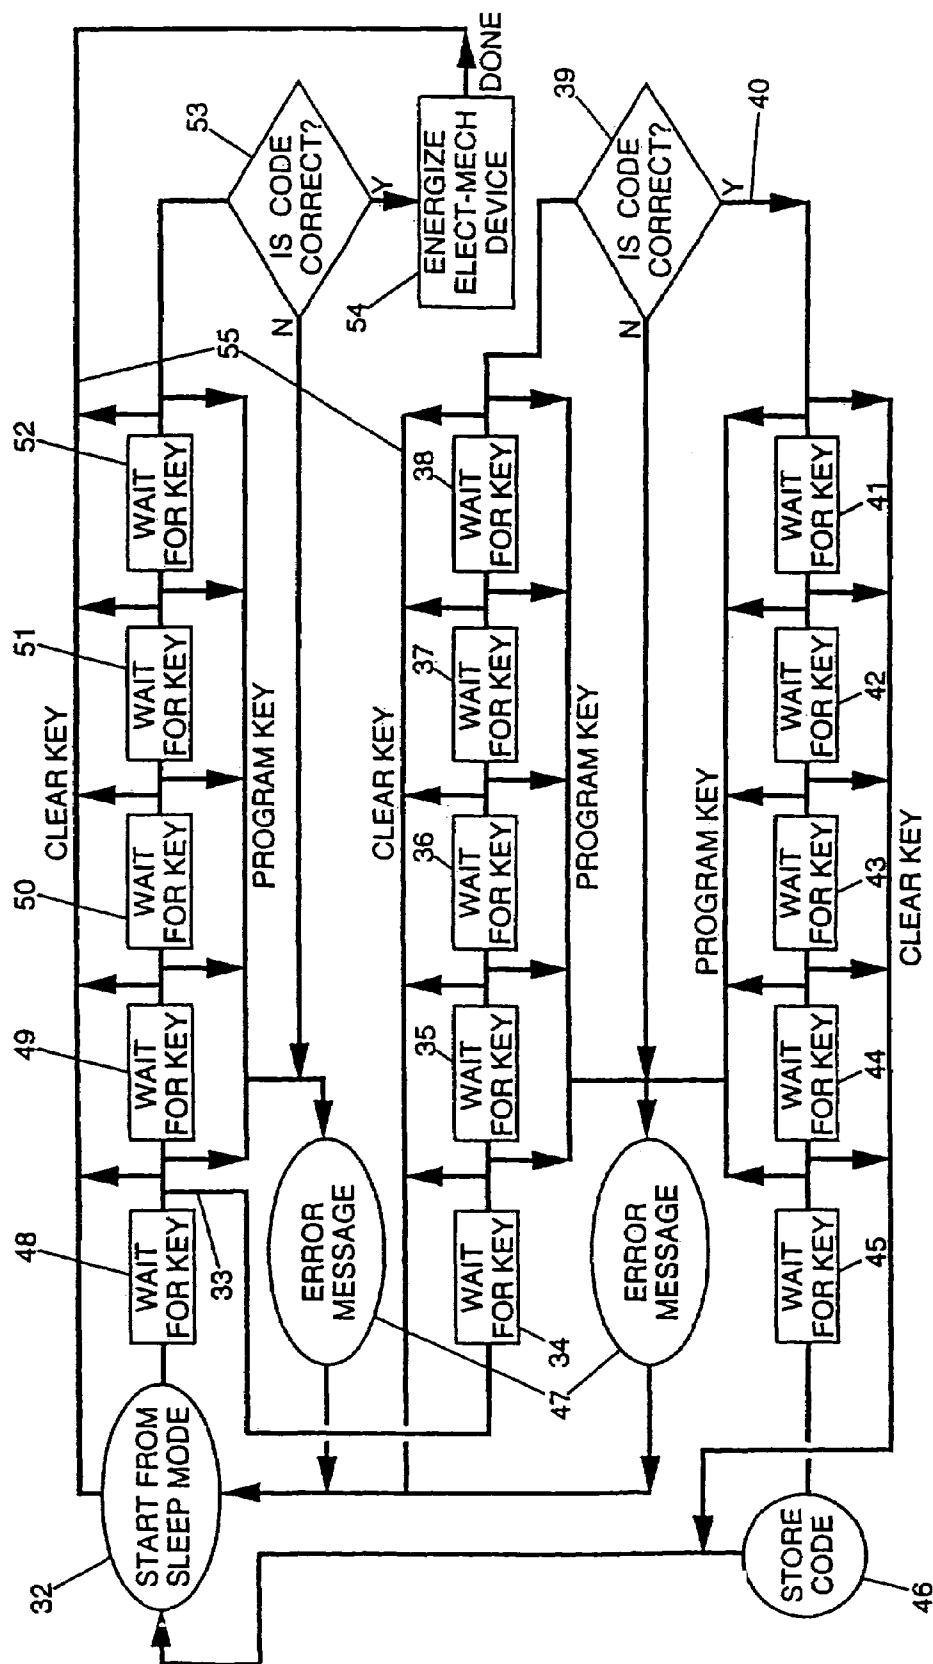 32
START FROM
SLEEP MODE
48
WAIT
FOR KEY
49
WAIT
FOR KEY
50
WAIT
FOR KEY
51
WAIT
FOR KEY
52
WAIT
FOR KEY
CLEAR KEY
PROGRAM KEY
33
55
53
IS CODE
CORRECT?
N
Y
54
ENERGIZE
ELECT-MECH
DEVICE
DONE
ERROR
MESSAGE
47
34
WAIT
FOR KEY
35
WAIT
FOR KEY
36
WAIT
FOR KEY
37
WAIT
FOR KEY
38
WAIT
FOR KEY
CLEAR KEY
PROGRAM KEY
39
IS CODE
CORRECT?
N
Y
40
ERROR
MESSAGE
PROGRAM KEY
WAIT
FOR KEY
45
WAIT
FOR KEY
44
WAIT
FOR KEY
43
WAIT
FOR KEY
42
WAIT
FOR KEY
41
CLEAR KEY
STORE
CODE
46